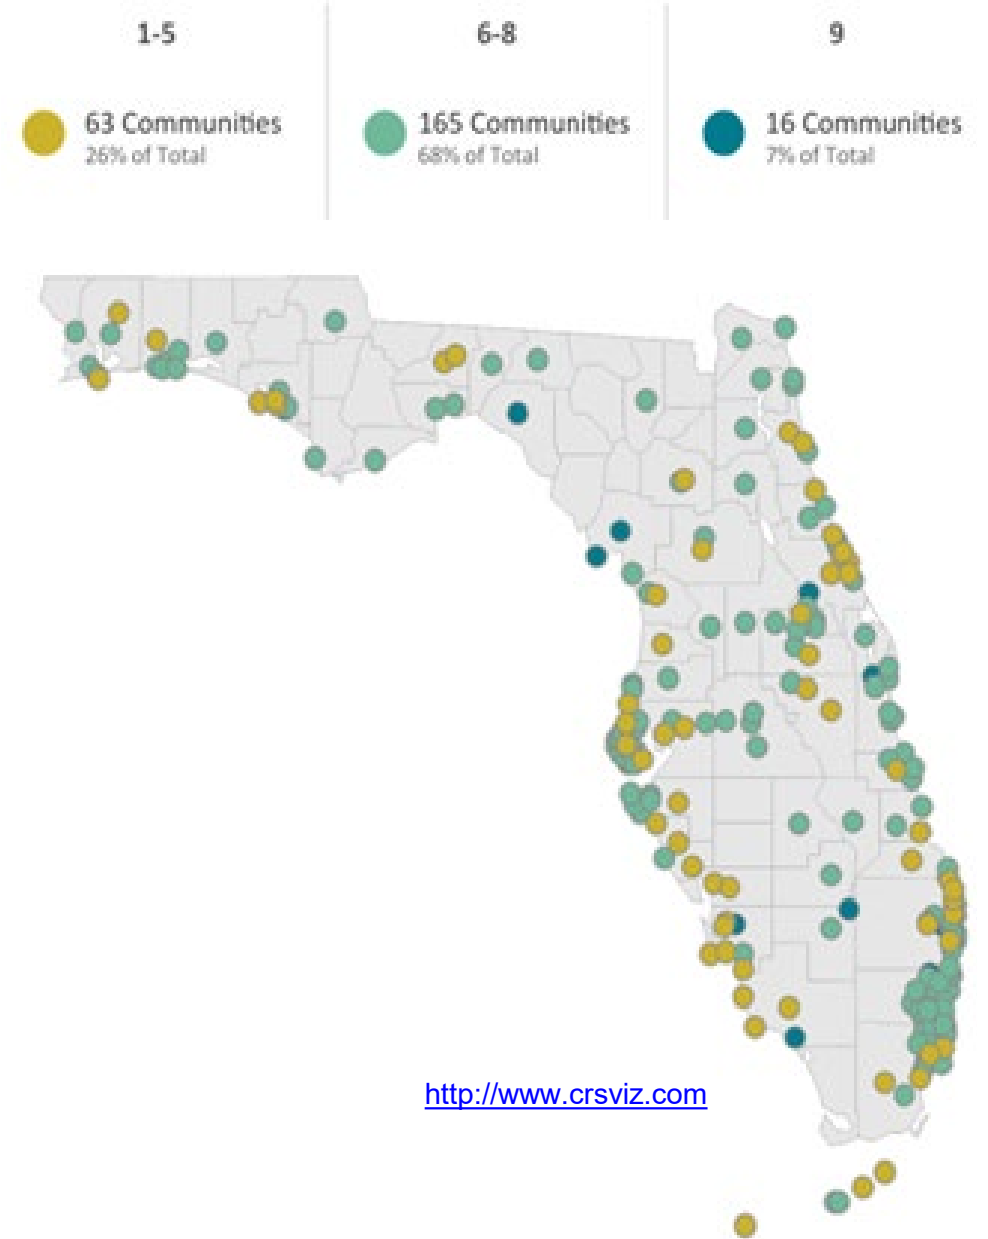 1-5
6-8
9
63 Communities
26% of Total
165 Communities
68% of Total
16 Communities
7% of Total
http://www.crsviz.com